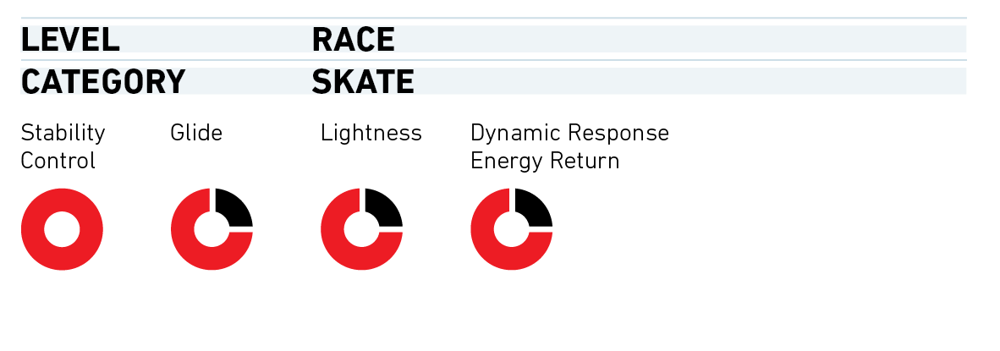 LEVEL RACE
CATEGORY SKATE
Stability Control
Glide
Lightness
Dynamic Response
Energy Return